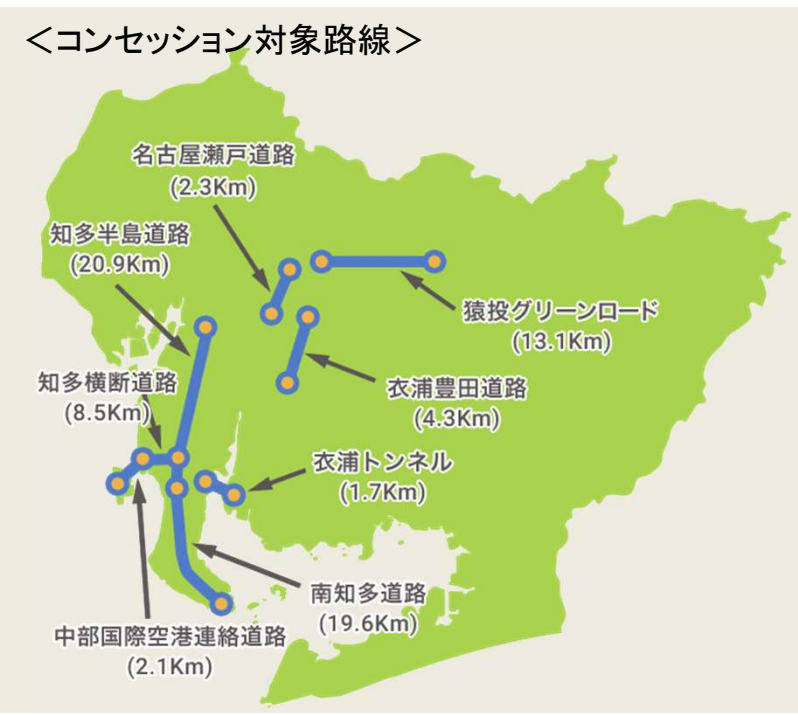 ＜コンセッション対象路線＞
名古屋瀬戸道路
(2.3Km)
知多半島道路
(20.9Km)
猿投グリーンロード
(13.1Km)
知多横断道路
(8.5Km)
衣浦豊田道路
(4.3Km)
衣浦トンネル
(1.7Km)
南知多道路
(19.6Km)
中部国際空港連絡道路
(2.1Km)